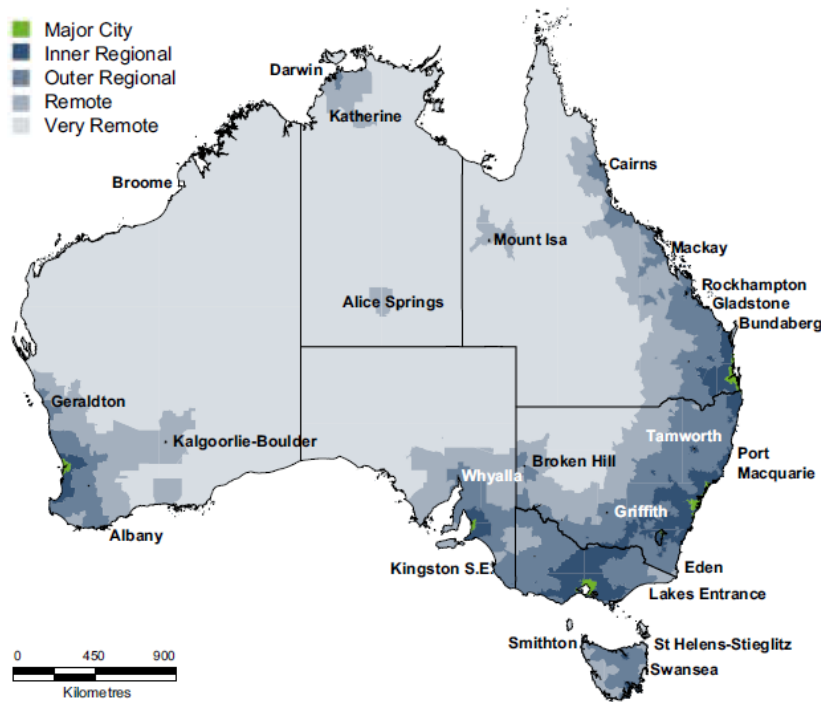 Major City
Inner Regional
Outer Regional
Remote
Very Remote
Darwin
Katherine
Broome
Cairns
Mount Isa
Mackay
Alice Springs
Rockhampton
Gladstone
Bundaberg
Geraldton
Kalgoorlie-Boulder
Tamworth
Broken Hill
Whyalla
Port
Macquarie
Griffith
Albany
Kingston S.E.
Eden
Lakes Entrance
Smithton
St Helens-Stieglitz
Swansea
0 450 900
Kilometres